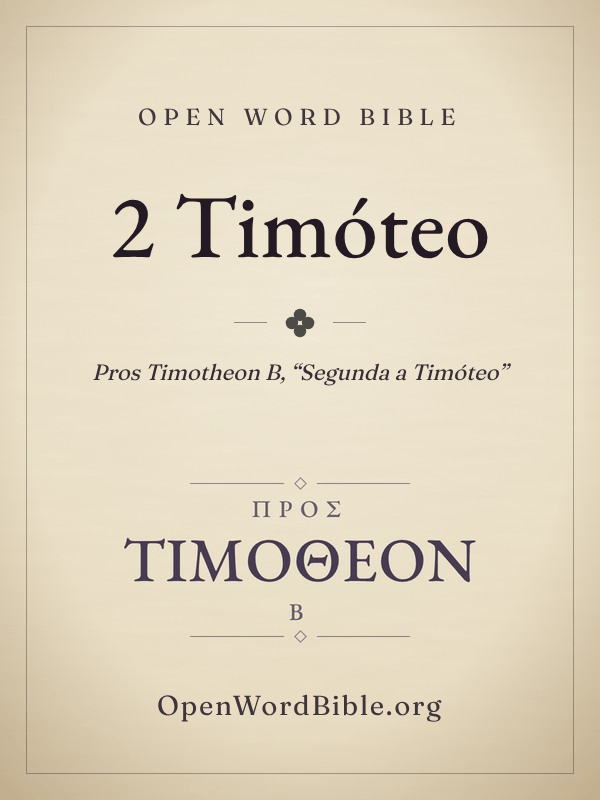 OPEN WORD BIBLE
2 Timóteo
Pros Timotheon B, “Segunda a Timóteo”
ΠΡΟΣ
ΤΙΜΟΘΕΟΝ
Β
OpenWordBible.org